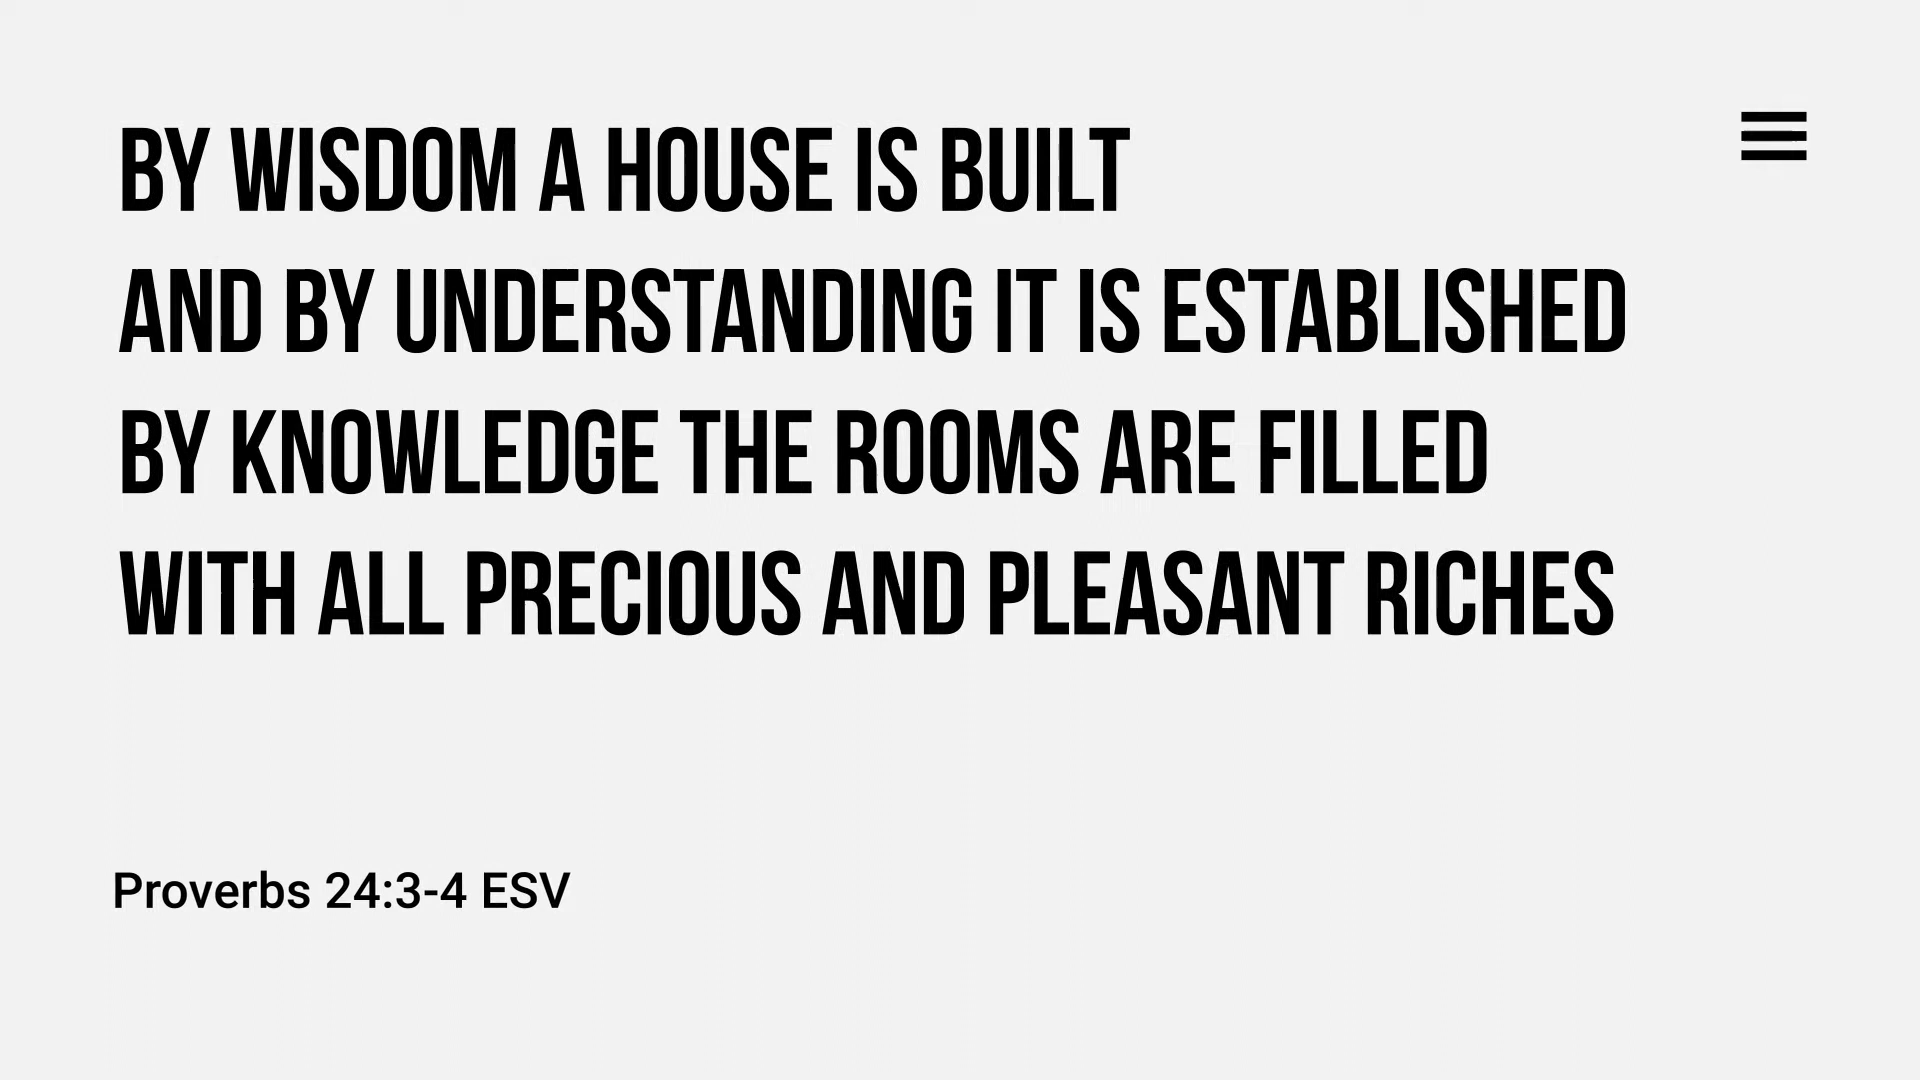 BY WISDOM A HOUSE IS BUILT
AND BY UNDERSTANDING IT IS ESTABLISHED
BY KNOWLEDGE THE ROOMS ARE FILLED
WITH ALL PRECIOUS AND PLEASANT RICHES
Proverbs 24:3-4 ESV